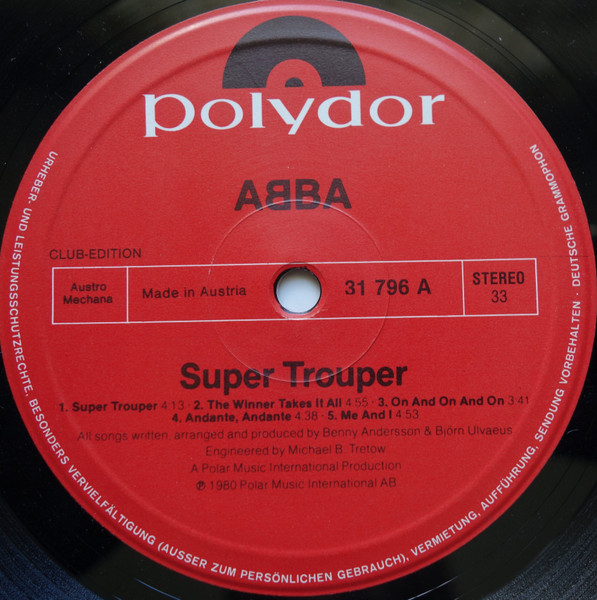 polydor
AᗺBA
CLUB-EDITION
Austro
Mechana
Made in Austria
31 796 A
STEREO
33
Super Trouper
1. Super Trouper 4:13 · 2. The Winner Takes It All 4:55 · 3. On And On And On 3:41
4. Andante, Andante 4:38 · 5. Me And I 4:53
All songs written, arranged and produced by Benny Andersson & Björn Ulvaeus
Engineered by Michael B. Tretow
A Polar Music International Production
℗ 1980 Polar Music International AB
URHEBER- UND LEISTUNGSSCHUTZRECHTE, BESONDERS VERVIELFÄLTIGUNG (AUSSER ZUM PERSÖNLICHEN GEBRAUCH), VERMIETUNG, AUFFÜHRUNG, SENDUNG VORBEHALTEN · DEUTSCHE GRAMMOPHON